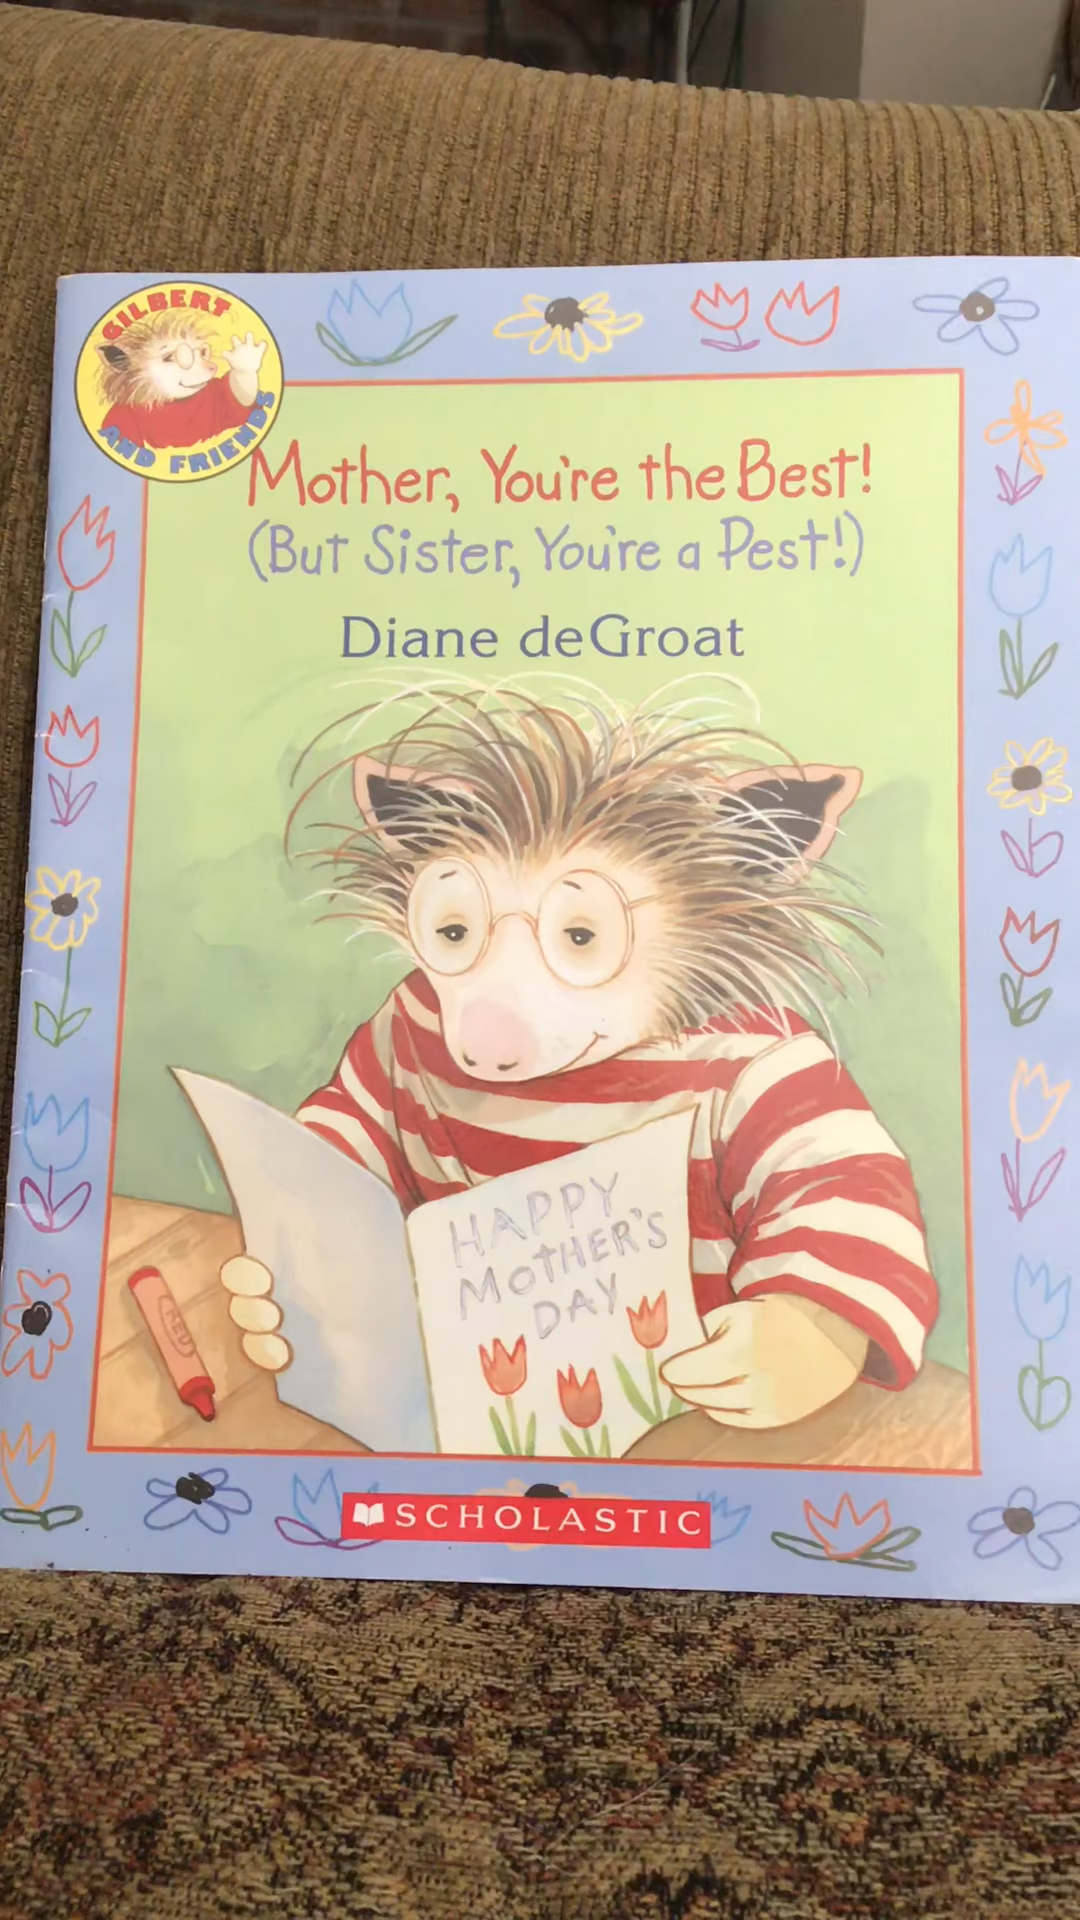 GILBERT
AND FRIENDS
Mother, You're the Best!
(But Sister, You're a Pest!)
Diane deGroat
HAPPY
MOTHER'S
DAY
RED
SCHOLASTIC